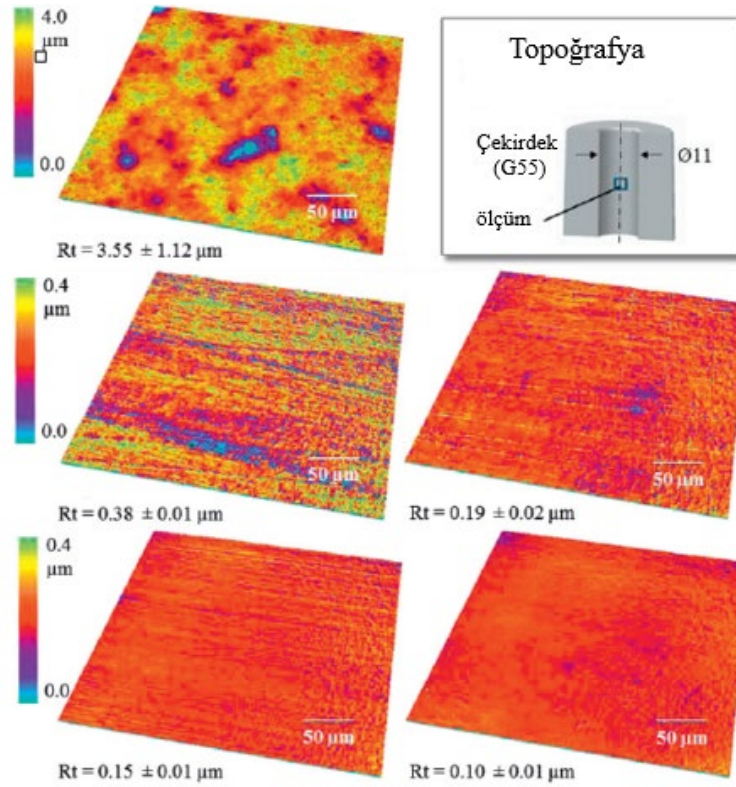 4.0
µm
0.0
50 µm
Rt = 3.55 ± 1.12 µm
Topoğrafya
Çekirdek
(G55)
Ø11
ölçüm
0.4
µm
0.0
50 µm
Rt = 0.38 ± 0.01 µm
50 µm
Rt = 0.19 ± 0.02 µm
0.4
µm
0.0
50 µm
Rt = 0.15 ± 0.01 µm
50 µm
Rt = 0.10 ± 0.01 µm